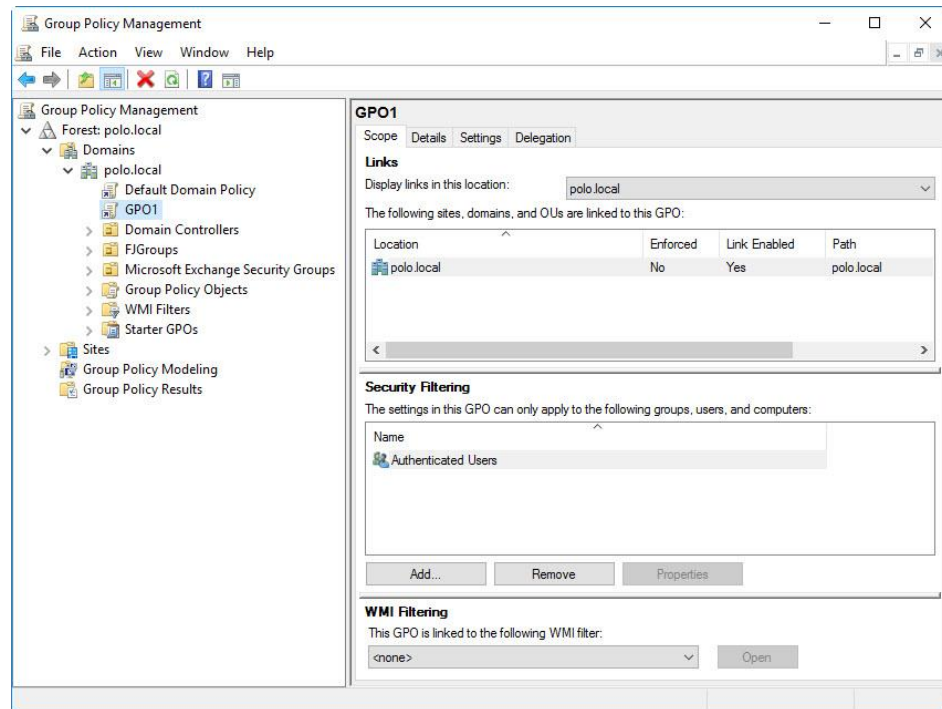 Group Policy Management
File Action View Window Help
Group Policy Management
Forest: polo.local
Domains
polo.local
Default Domain Policy
GPO1
Domain Controllers
FJGroups
Microsoft Exchange Security Groups
Group Policy Objects
WMI Filters
Starter GPOs
Sites
Group Policy Modeling
Group Policy Results
GPO1
Scope Details Settings Delegation
Links
Display links in this location: polo.local
The following sites, domains, and OUs are linked to this GPO:
Location Enforced Link Enabled Path
polo.local No Yes polo.local
Security Filtering
The settings in this GPO can only apply to the following groups, users, and computers:
Name
Authenticated Users
Add... Remove Properties
WMI Filtering
This GPO is linked to the following WMI filter:
<none> Open